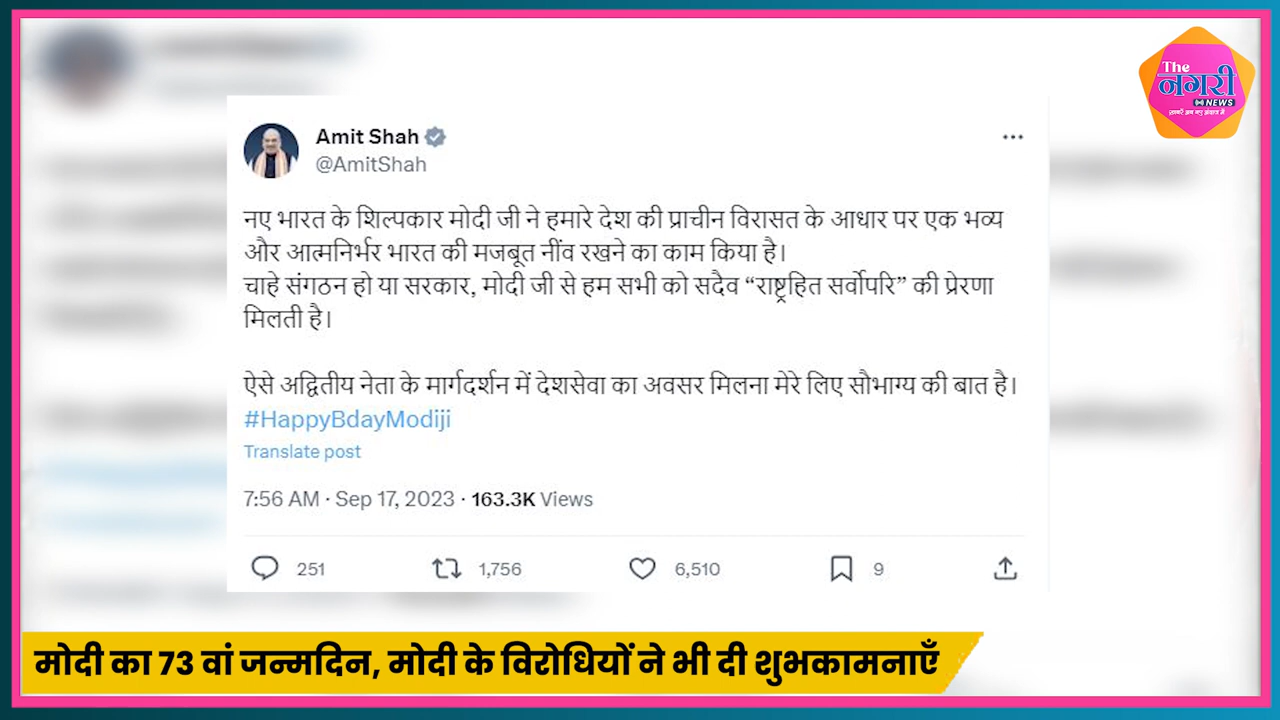 The
नगरी
NEWS
Amit Shah
@AmitShah
नए भारत के शिल्पकार मोदी जी ने हमारे देश की प्राचीन विरासत के आधार पर एक भव्य
और आत्मनिर्भर भारत की मजबूत नींव रखने का काम किया है।
चाहे संगठन हो या सरकार, मोदी जी से हम सभी को सदैव “राष्ट्रहित सर्वोपरि” की प्रेरणा
मिलती है।
ऐसे अद्वितीय नेता के मार्गदर्शन में देशसेवा का अवसर मिलना मेरे लिए सौभाग्य की बात है।
#HappyBdayModiji
Translate post
7:56 AM · Sep 17, 2023 · 163.3K Views
251 1,756 6,510 9
मोदी का 73 वां जन्मदिन, मोदी के विरोधियों ने भी दी शुभकामनाएँ